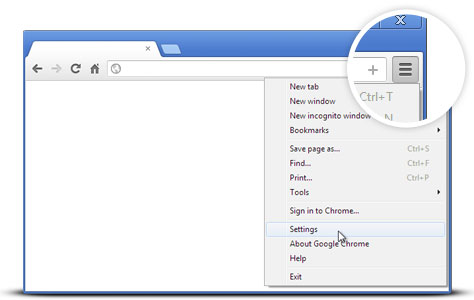 Ctrl+T
N
New tab
New window
New incognito window
Bookmarks
Save page as... Ctrl+S
Find... Ctrl+F
Print... Ctrl+P
Tools
Sign in to Chrome...
Settings
About Google Chrome
Help
Exit